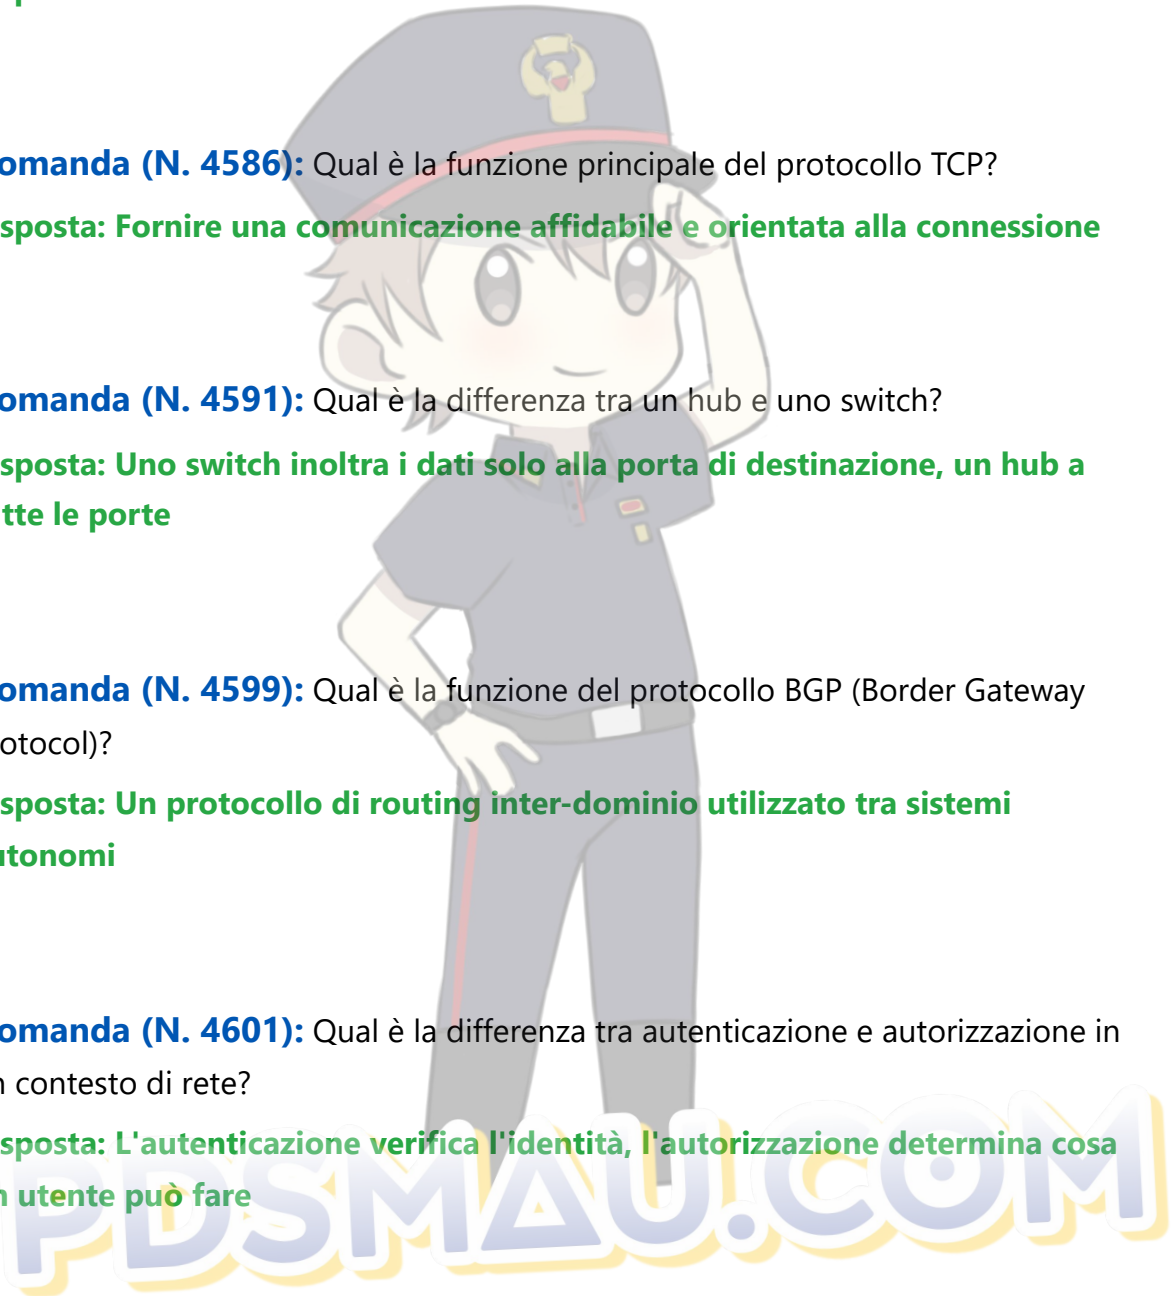 omanda (N. 4586): Qual è la funzione principale del protocollo TCP?
sposta: Fornire una comunicazione affidabile e orientata alla connessione
omanda (N. 4591): Qual è la differenza tra un hub e uno switch?
sposta: Uno switch inoltra i dati solo alla porta di destinazione, un hub a
tte le porte
omanda (N. 4599): Qual è la funzione del protocollo BGP (Border Gateway
otocol)?
sposta: Un protocollo di routing inter-dominio utilizzato tra sistemi
utonomi
omanda (N. 4601): Qual è la differenza tra autenticazione e autorizzazione in
n contesto di rete?
sposta: L'autenticazione verifica l'identità, l'autorizzazione determina cosa
n utente può fare
PDSMAU.COM